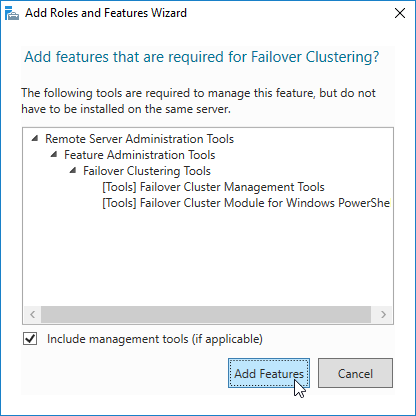 Add Roles and Features Wizard
Add features that are required for Failover Clustering?
The following tools are required to manage this feature, but do not
have to be installed on the same server.
Remote Server Administration Tools
Feature Administration Tools
Failover Clustering Tools
[Tools] Failover Cluster Management Tools
[Tools] Failover Cluster Module for Windows PowerShe
Include management tools (if applicable)
Add Features
Cancel